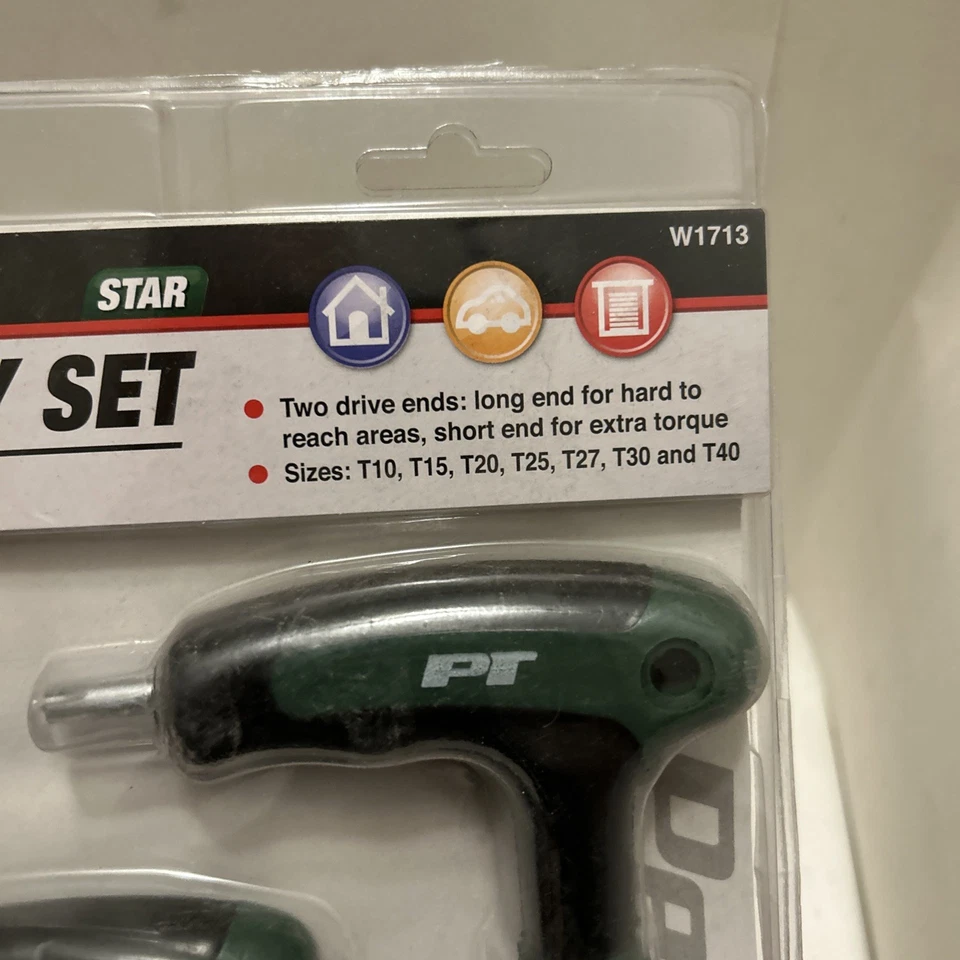 W1713
STAR
Y SET
Two drive ends: long end for hard to
reach areas, short end for extra torque
Sizes: T10, T15, T20, T25, T27, T30 and T40
PT